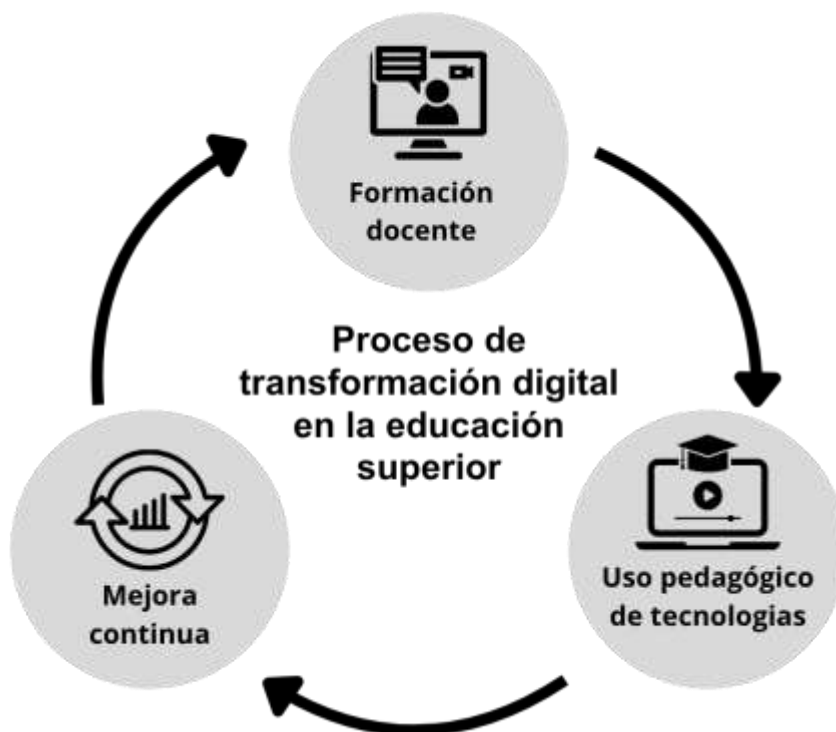 Formación
docente
Proceso de
transformación digital
en la educación
superior
Mejora
continua
Uso pedagógico
de tecnologias